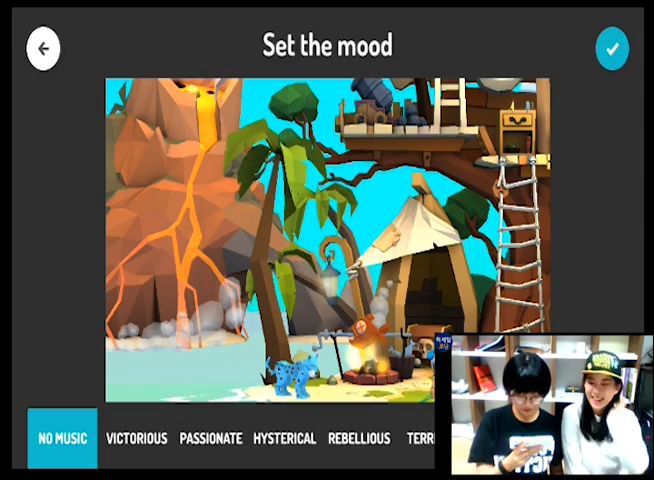 Set the mood
NO MUSIC VICTORIOUS PASSIONATE HYSTERICAL REBELLIOUS TERR